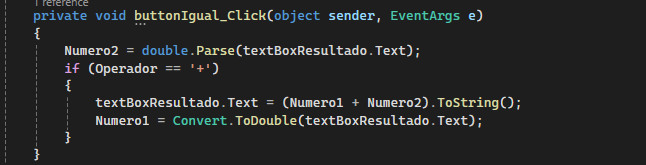 1 reference
private void buttonIgual_Click(object sender, EventArgs e)
{
Numero2 = double.Parse(textBoxResultado.Text);
if (Operador == '+')
{
textBoxResultado.Text = (Numero1 + Numero2).ToString();
Numero1 = Convert.ToDouble(textBoxResultado.Text);
}
}